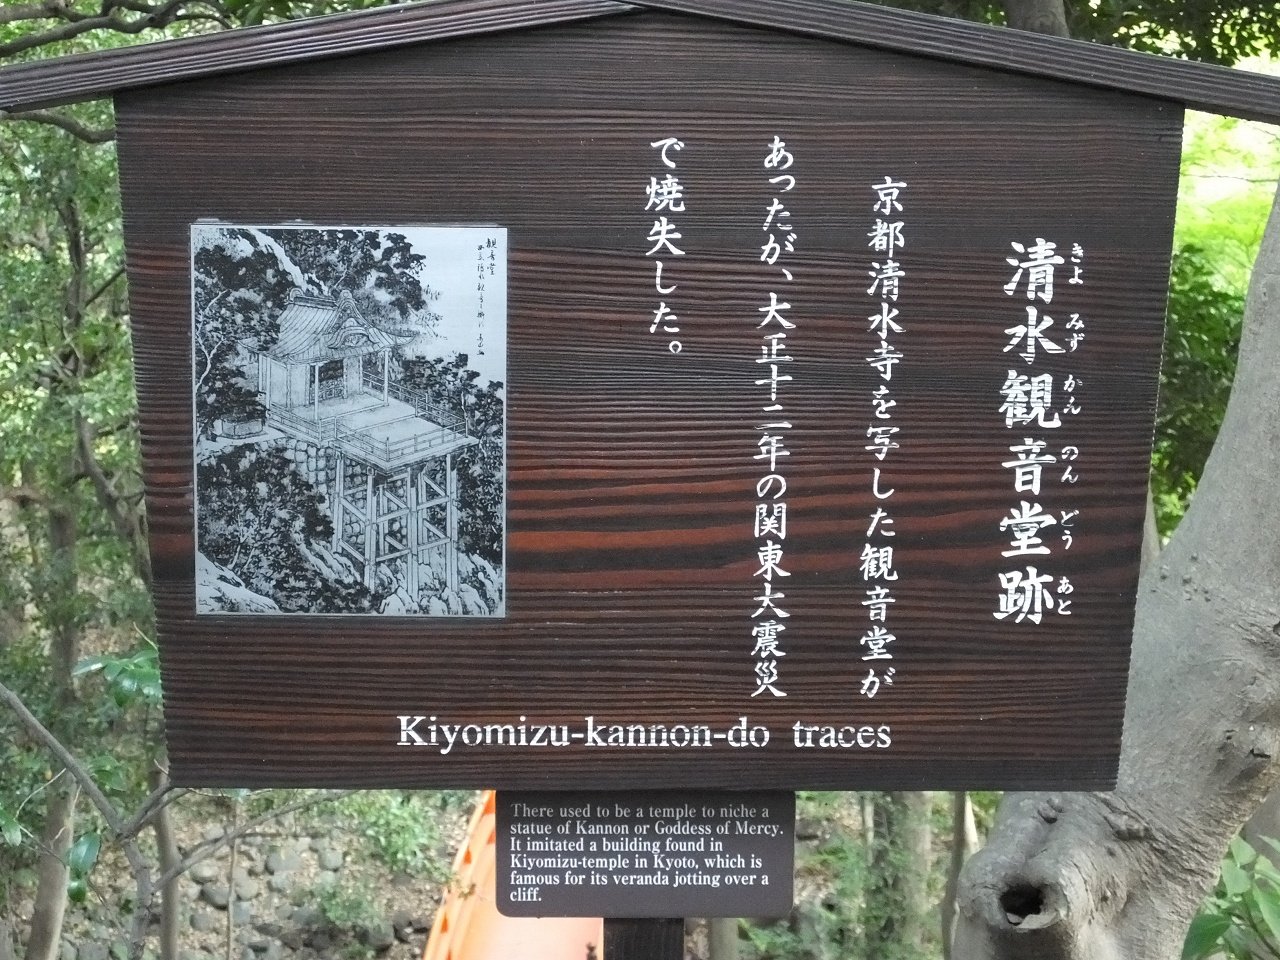 清水観音堂跡
きよ みず かん のん どう あと
京都清水寺を写した観音堂が
あったが、大正十二年の関東大震災
で焼失した。
観音堂
Kiyomizu-kannon-do traces
There used to be a temple to niche a
statue of Kannon or Goddess of Mercy.
It imitated a building found in
Kiyomizu-temple in Kyoto, which is
famous for its veranda jotting over a
cliff.